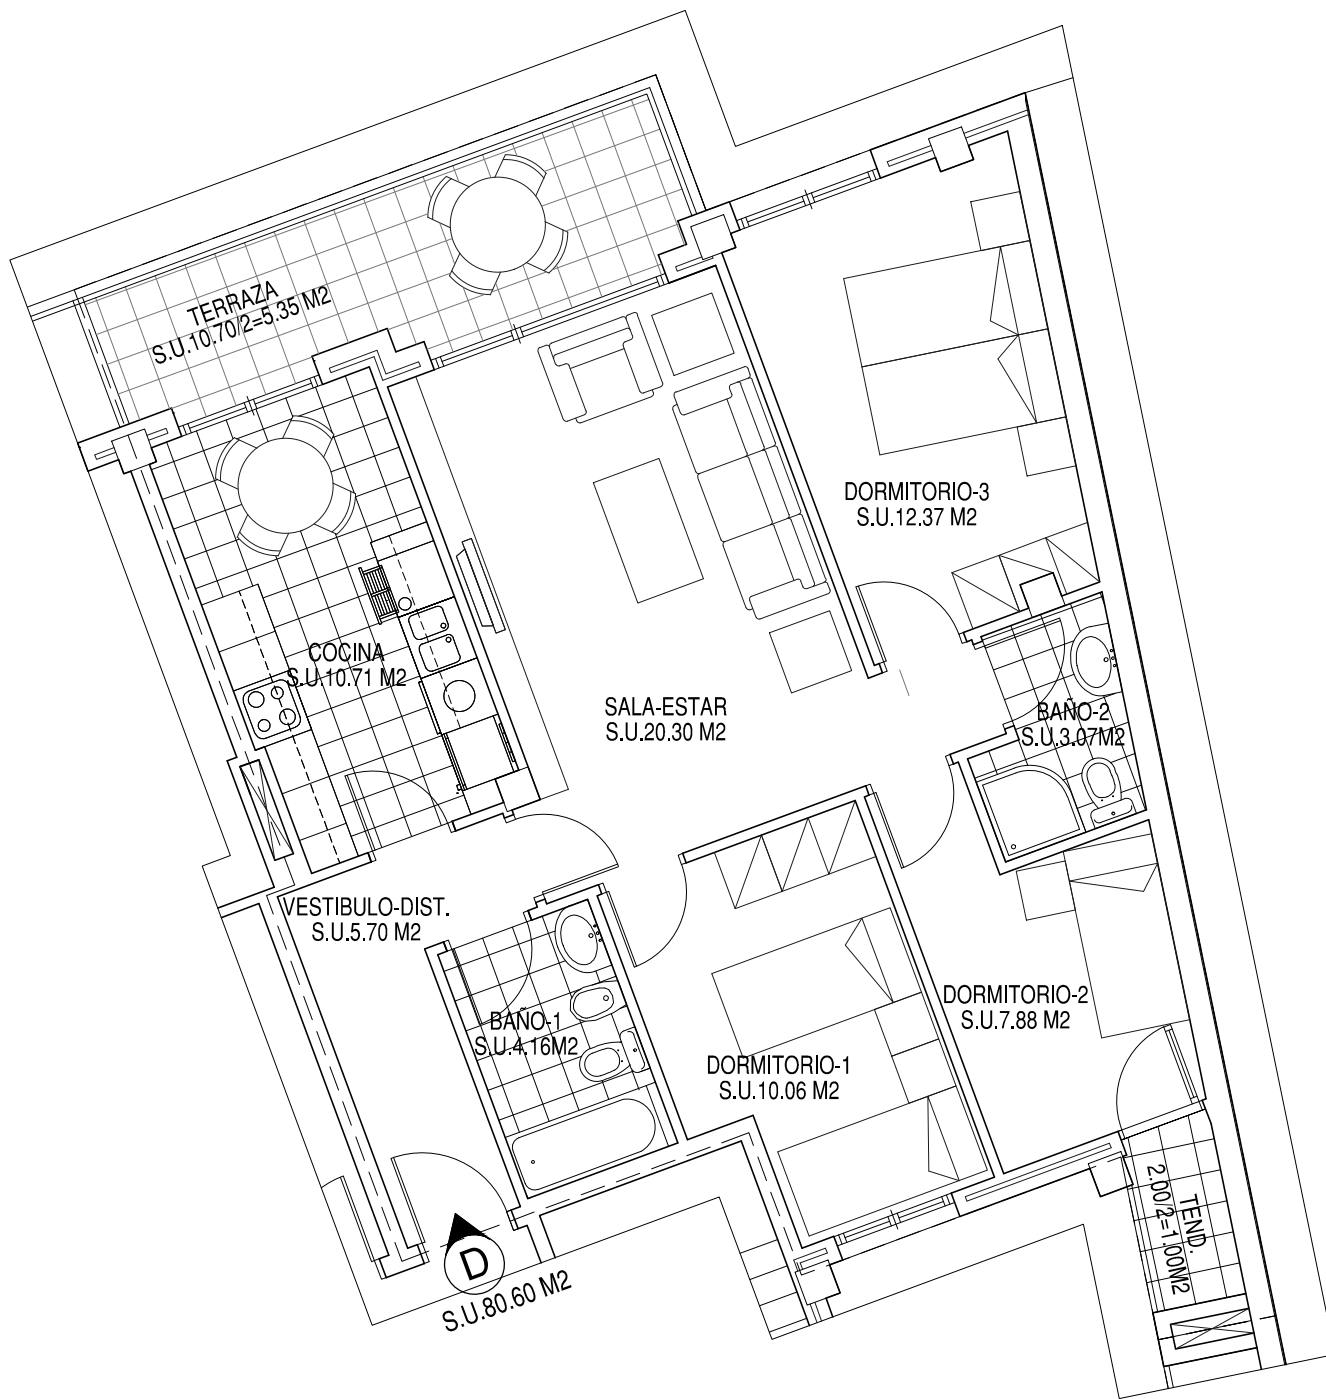 TERRAZA
S.U.10.70/2=5.35 M2
DORMITORIO-3
S.U.12.37 M2
COCINA
S.U.10.71 M2
SALA-ESTAR
S.U.20.30 M2
BAÑO-2
S.U.3.07M2
VESTIBULO-DIST.
S.U.5.70 M2
BAÑO-1
S.U.4.16M2
DORMITORIO-2
S.U.7.88 M2
DORMITORIO-1
S.U.10.06 M2
TEND.
2.00/2=1.00M2
D
S.U.80.60 M2